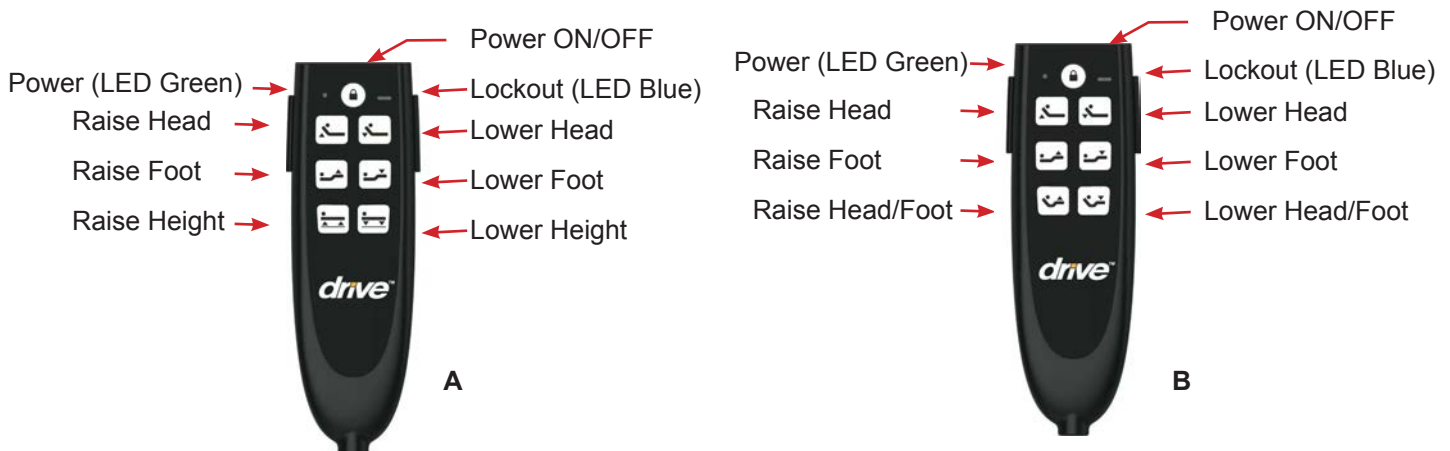 Power ON/OFF
Power (LED Green)
Lockout (LED Blue)
Raise Head
Lower Head
Raise Foot
Lower Foot
Raise Height
Lower Height
drive™
A
Power ON/OFF
Power (LED Green)
Lockout (LED Blue)
Raise Head
Lower Head
Raise Foot
Lower Foot
Raise Head/Foot
Lower Head/Foot
drive™
B